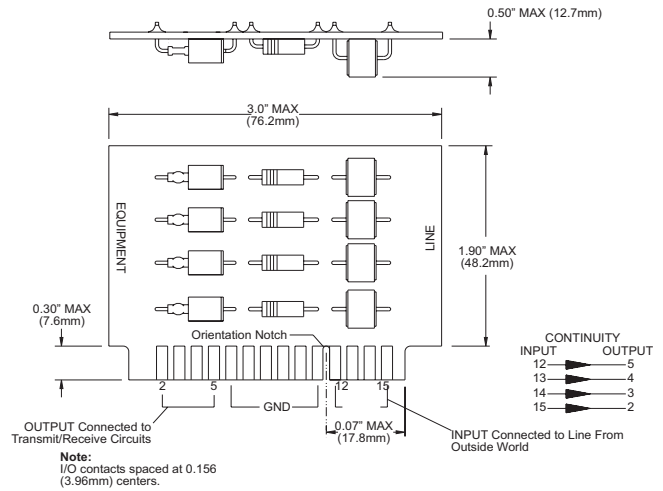 0.50” MAX (12.7mm)
3.0” MAX
(76.2mm)
EQUIPMENT
LINE
1.90” MAX
(48.2mm)
0.30” MAX
(7.6mm)
Orientation Notch
2
5
12
15
GND
0.07” MAX
(17.8mm)
CONTINUITY
INPUT OUTPUT
12 5
13 4
14 3
15 2
OUTPUT Connected to
Transmit/Receive Circuits
INPUT Connected to Line From
Outside World
Note:
I/O contacts spaced at 0.156
(3.96mm) centers.